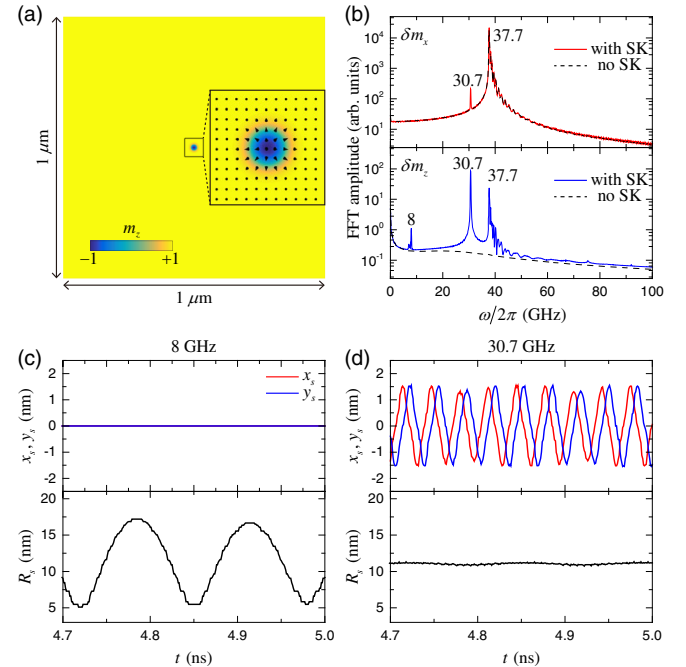 (a)
1 μm
m_z
−1 +1
1 μm
(b)
FFT amplitude (arb. units)
δm_x
37.7
30.7
with SK
no SK
10^4
10^3
10^2
10^1
δm_z
30.7
37.7
8
with SK
no SK
10^2
10^1
10^0
10^-1
0 20 40 60 80 100
ω/2π (GHz)
(c)
8 GHz
x_s
y_s
x_s, y_s (nm)
2
1
0
-1
-2
R_s (nm)
20
15
10
5
4.7 4.8 4.9 5.0
t (ns)
(d)
30.7 GHz
x_s, y_s (nm)
2
1
0
-1
-2
R_s (nm)
20
15
10
5
4.7 4.8 4.9 5.0
t (ns)